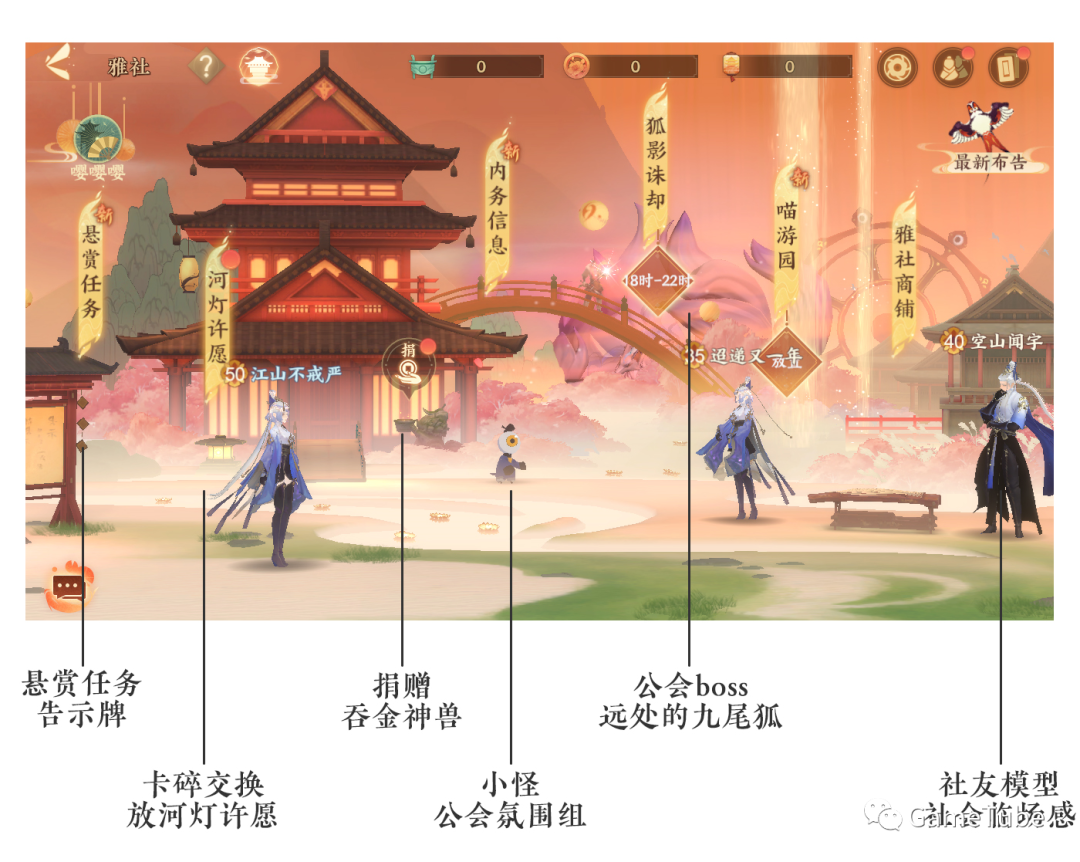 雅社
?
0
0
0
嘤嘤嘤
最新布告
新
悬赏任务
河灯许愿
新
内务信息
狐影诛却
18时-22时
新
喵游园
雅社商铺
50 江山不戒严
捐
35 迢递又一年
放置
40 空山闻字
悬赏任务
告示牌
捐赠
吞金神兽
公会boss
远处的九尾狐
卡碎交换
放河灯许愿
小怪
公会氛围组
社友模型
社会临场感
GameTube